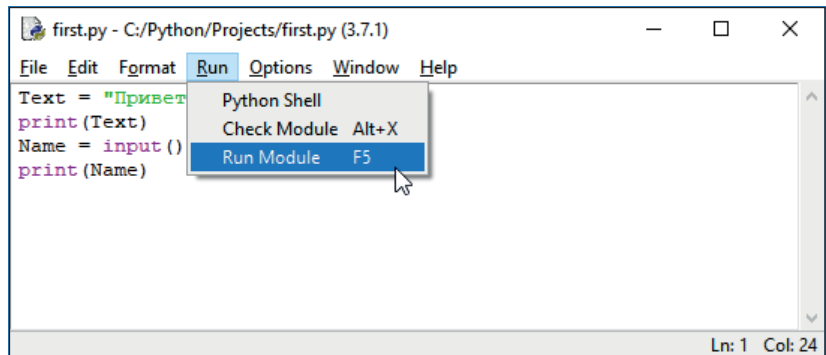 first.py - C:/Python/Projects/first.py (3.7.1)
File Edit Format Run Options Window Help
Text = "Привет
Python Shell
print(Text)
Check Module Alt+X
Name = input()
Run Module F5
print(Name)
Ln: 1 Col: 24